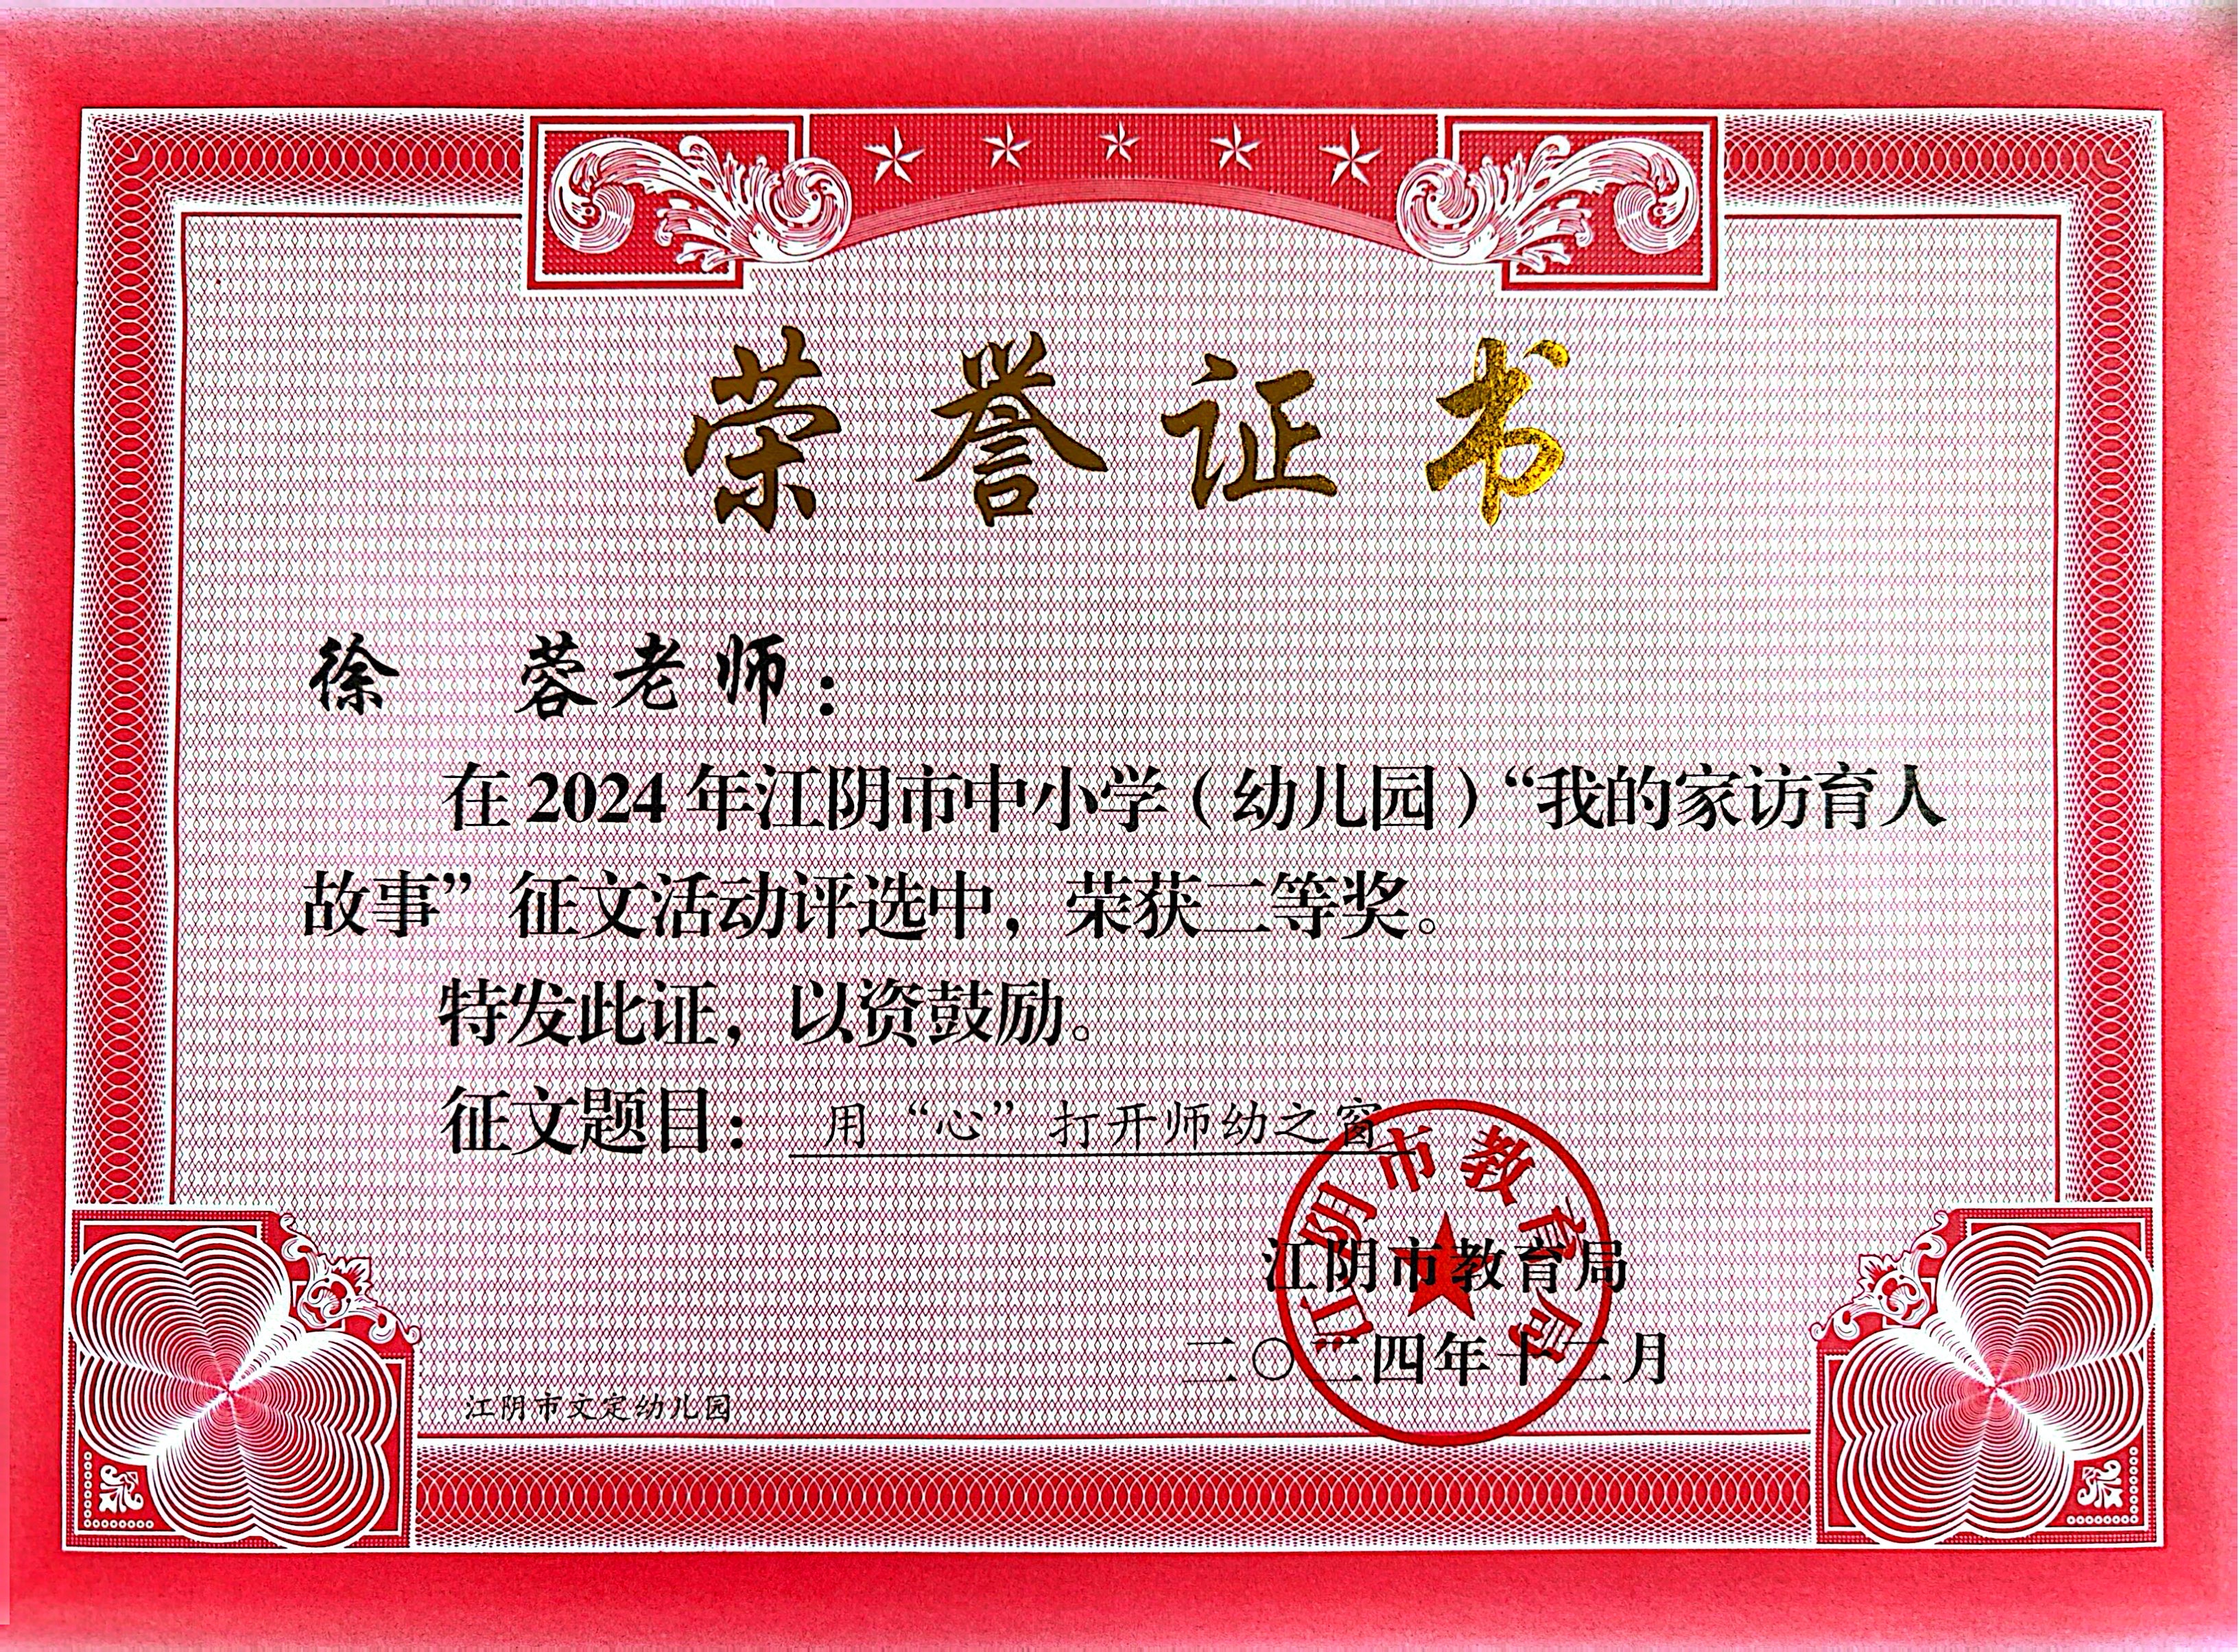 荣誉证书
徐　蓉老师：
在2024年江阴市中小学（幼儿园）“我的家访育人
故事”征文活动评选中，荣获二等奖。
特发此证，以资鼓励。
征文题目：用“心”打开师幼之窗
江阴市教育局
江阴市教育局
二〇二四年十二月
江阴市文定幼儿园